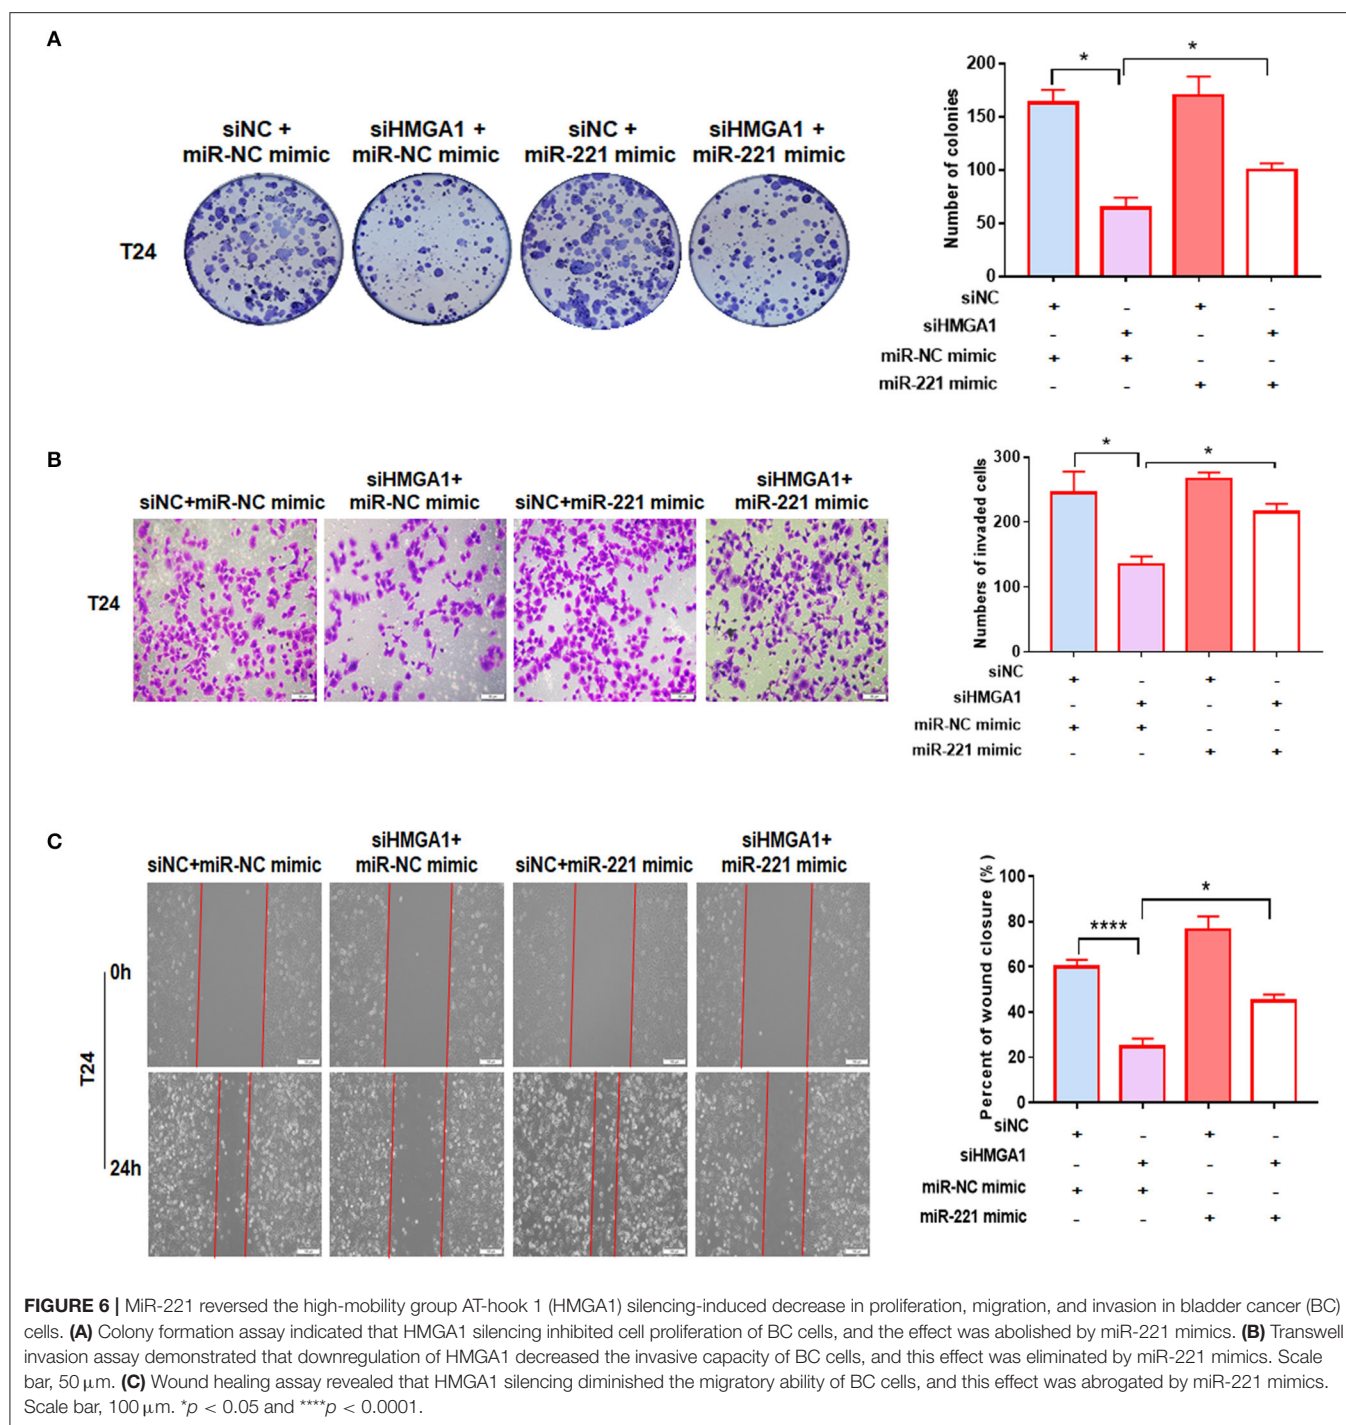 A
siNC +
miR-NC mimic
siHMGA1 +
miR-NC mimic
siNC +
miR-221 mimic
siHMGA1 +
miR-221 mimic
T24
Number of colonies
200
150
100
50
0
*
*
siNC + - + -
siHMGA1 - + - +
miR-NC mimic + + - -
miR-221 mimic - - + +
B
siNC+miR-NC mimic
siHMGA1+
miR-NC mimic
siNC+miR-221 mimic
siHMGA1+
miR-221 mimic
T24
Numbers of invaded cells
300
200
100
0
*
*
siNC + - + -
siHMGA1 - + - +
miR-NC mimic + + - -
miR-221 mimic - - + +
C
siNC+miR-NC mimic
siHMGA1+
miR-NC mimic
siNC+miR-221 mimic
siHMGA1+
miR-221 mimic
T24
0h
24h
Percent of wound closure (%)
100
80
60
40
20
0
****
*
siNC + - + -
siHMGA1 - + - +
miR-NC mimic + + - -
miR-221 mimic - - + +
FIGURE 6 | MiR-221 reversed the high-mobility group AT-hook 1 (HMGA1) silencing-induced decrease in proliferation, migration, and invasion in bladder cancer (BC)
cells. (A) Colony formation assay indicated that HMGA1 silencing inhibited cell proliferation of BC cells, and the effect was abolished by miR-221 mimics. (B) Transwell
invasion assay demonstrated that downregulation of HMGA1 decreased the invasive capacity of BC cells, and this effect was eliminated by miR-221 mimics. Scale
bar, 50 μm. (C) Wound healing assay revealed that HMGA1 silencing diminished the migratory ability of BC cells, and this effect was abrogated by miR-221 mimics.
Scale bar, 100 μm. *p < 0.05 and ****p < 0.0001.